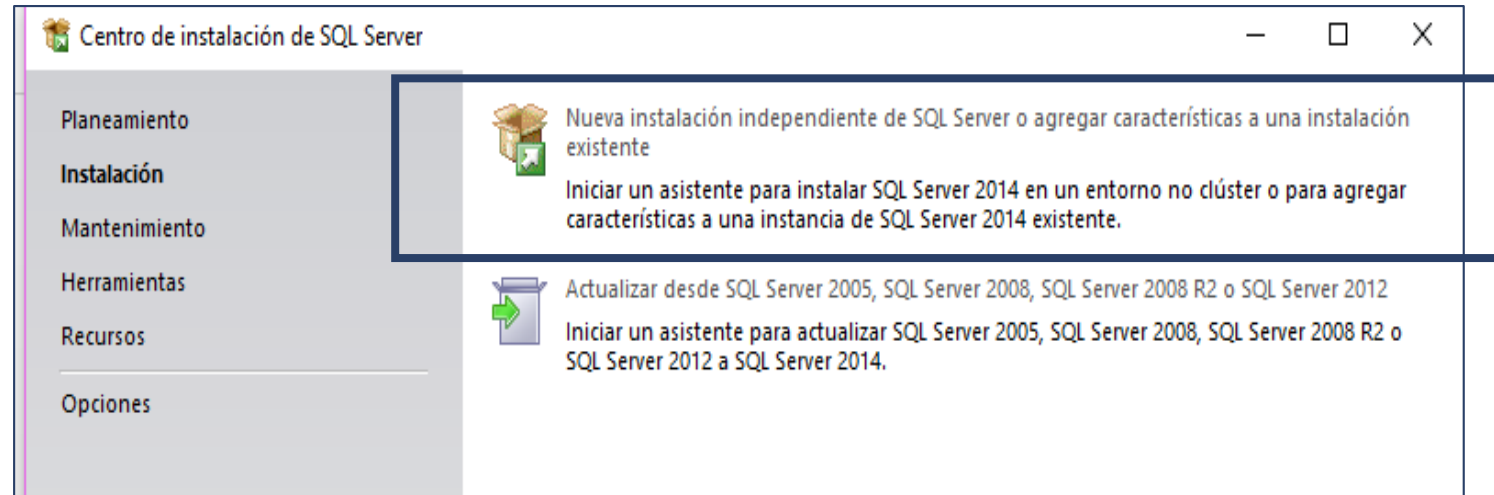 Centro de instalación de SQL Server
Planeamiento
Instalación
Mantenimiento
Herramientas
Recursos
Opciones
Nueva instalación independiente de SQL Server o agregar características a una instalación
existente
Iniciar un asistente para instalar SQL Server 2014 en un entorno no clúster o para agregar
características a una instancia de SQL Server 2014 existente.
Actualizar desde SQL Server 2005, SQL Server 2008, SQL Server 2008 R2 o SQL Server 2012
Iniciar un asistente para actualizar SQL Server 2005, SQL Server 2008, SQL Server 2008 R2 o
SQL Server 2012 a SQL Server 2014.